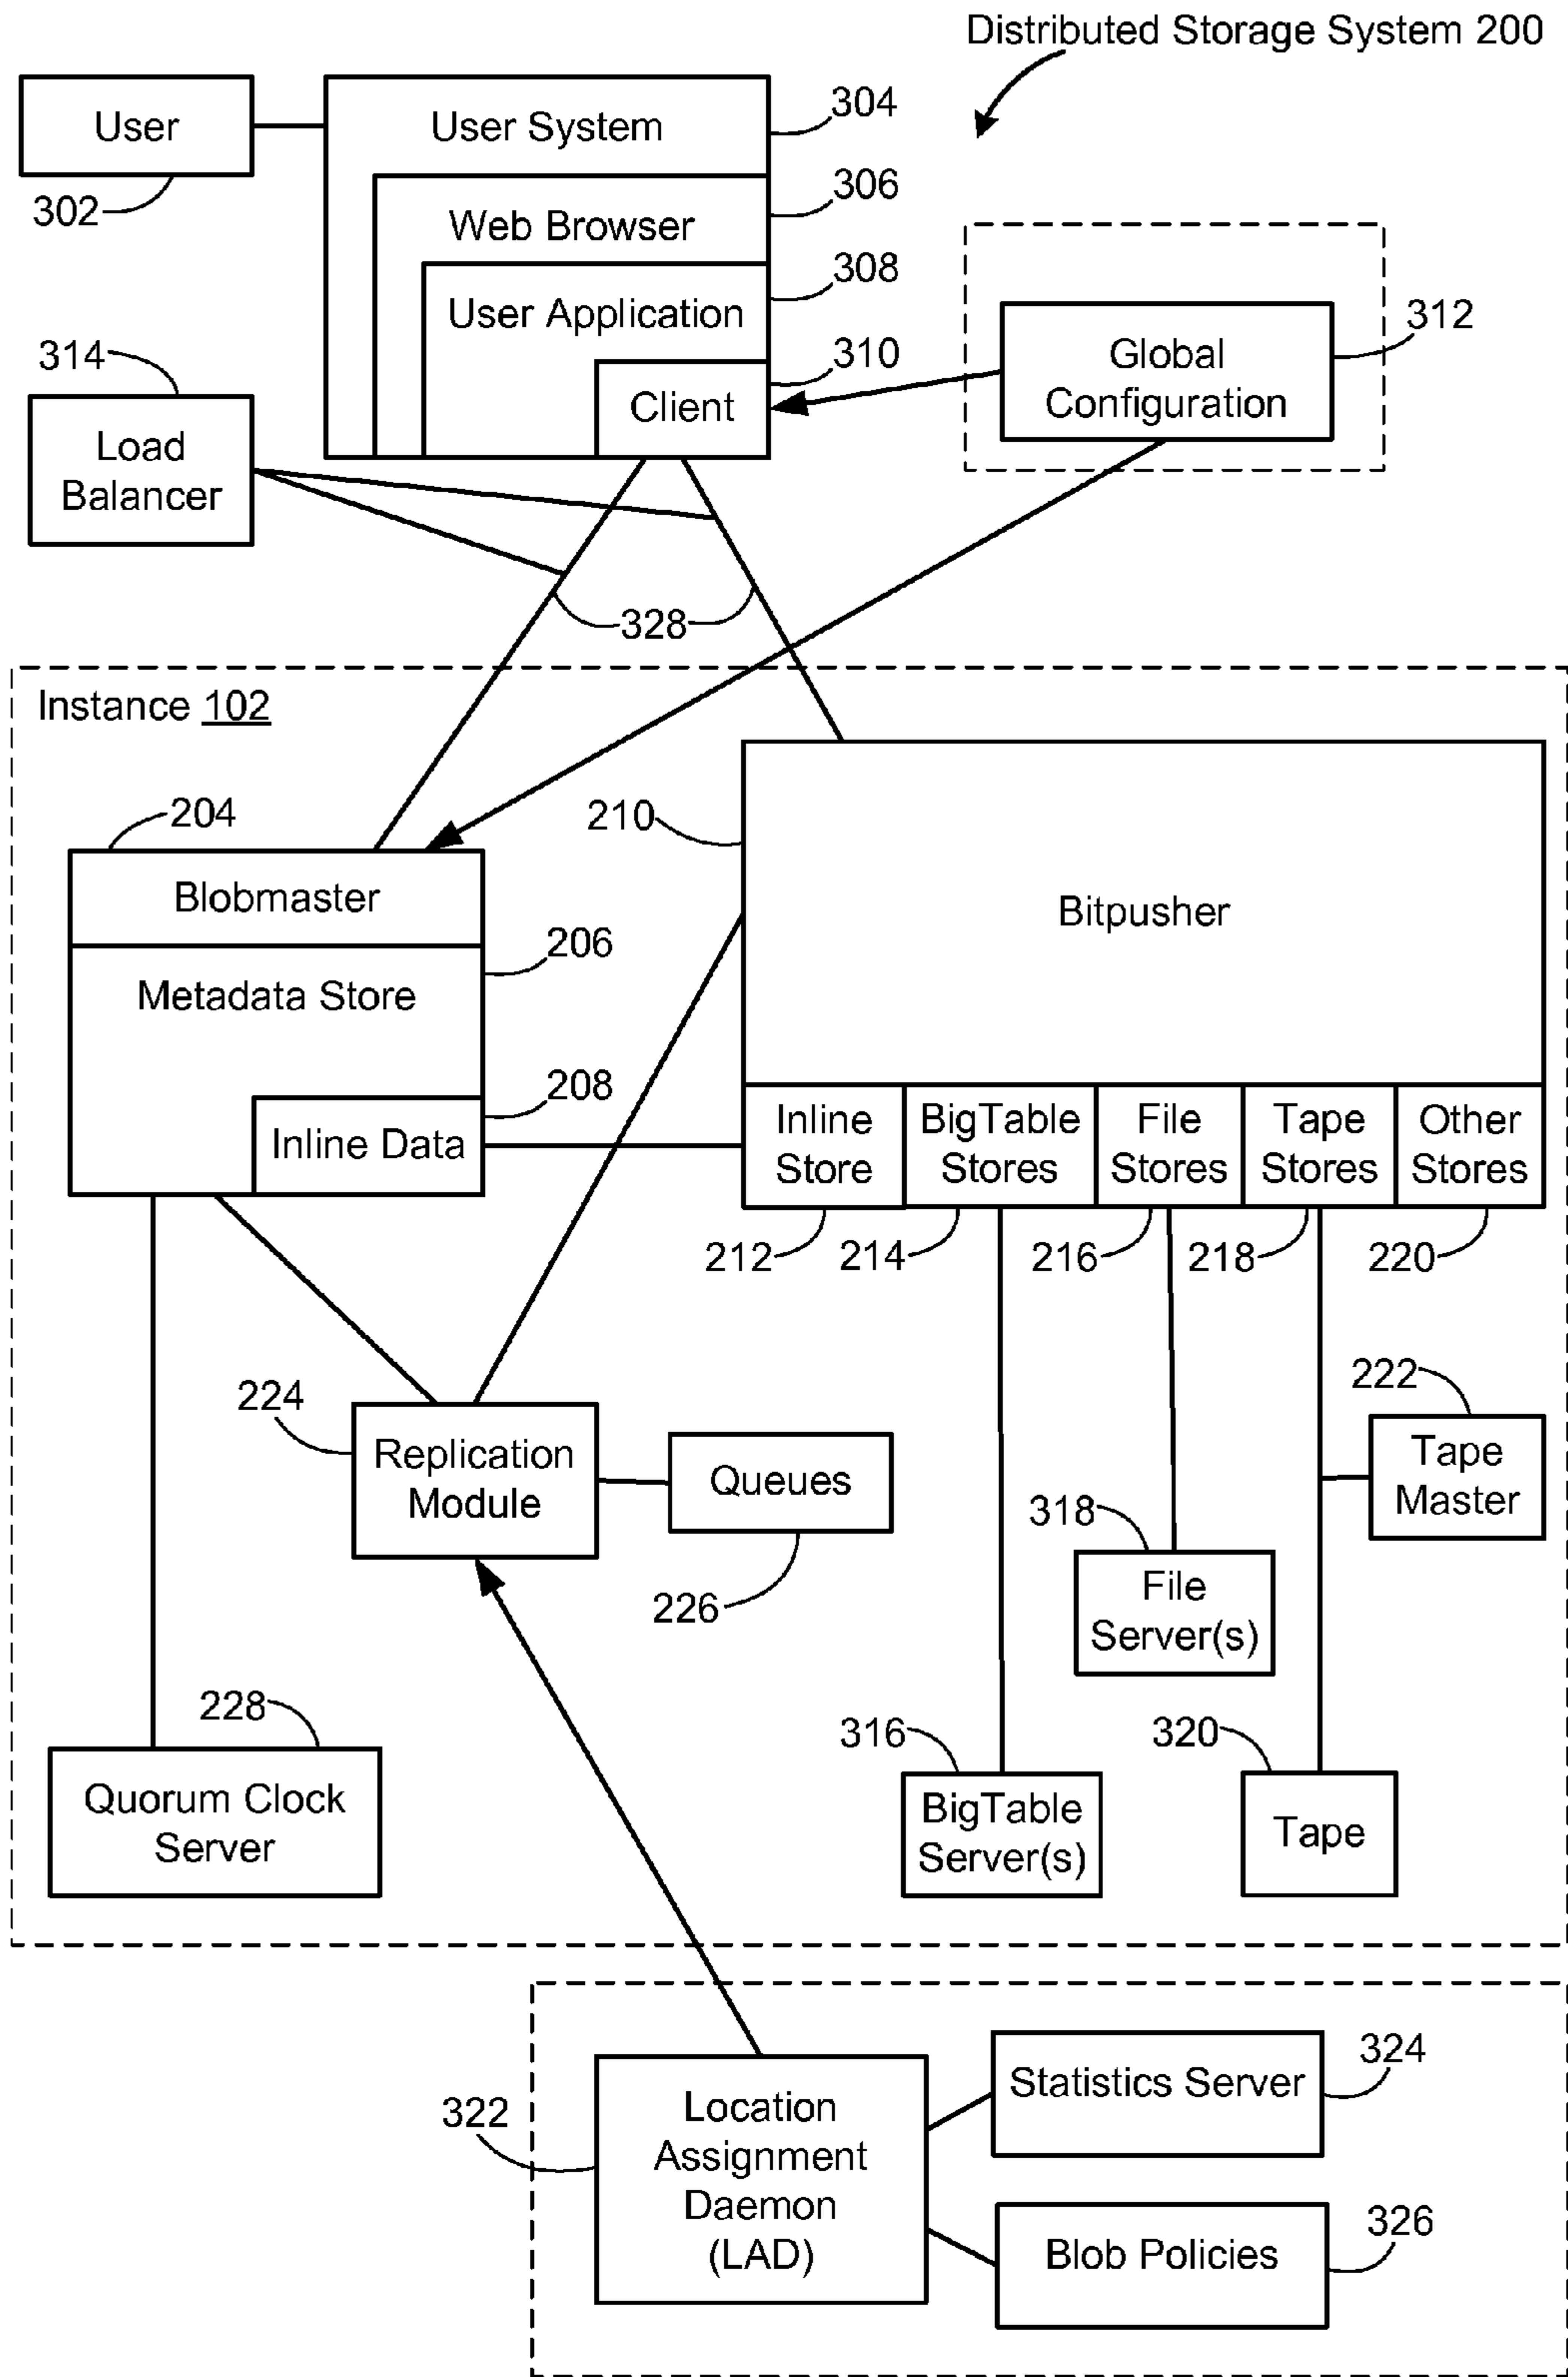 Distributed Storage System 200
User
302
User System
304
Web Browser
306
User Application
308
Client
310
Global
Configuration
312
314
Load
Balancer
328
Instance 102
204
Blobmaster
206
Metadata Store
208
Inline Data
210
Bitpusher
Inline
Store
BigTable
Stores
File
Stores
Tape
Stores
Other
Stores
212
214
216
218
220
224
Replication
Module
Queues
226
222
Tape
Master
318
File
Server(s)
228
Quorum Clock
Server
316
BigTable
Server(s)
320
Tape
322
Location
Assignment
Daemon
(LAD)
Statistics Server
324
Blob Policies
326